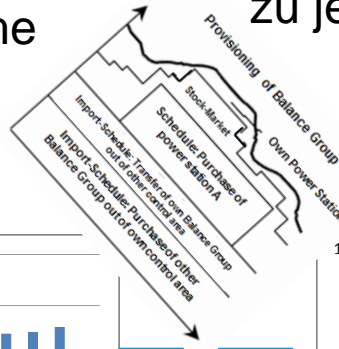 ne
zu je
Provisioning of Balance Group
Own Power Statio
Stock-Market
Schedule: Purchase of
power station A
Import-Schedule: Transfer of own Balance Group
out of other control area
Import-Schedule: Purchase of other
Balance Group out of own control area
1